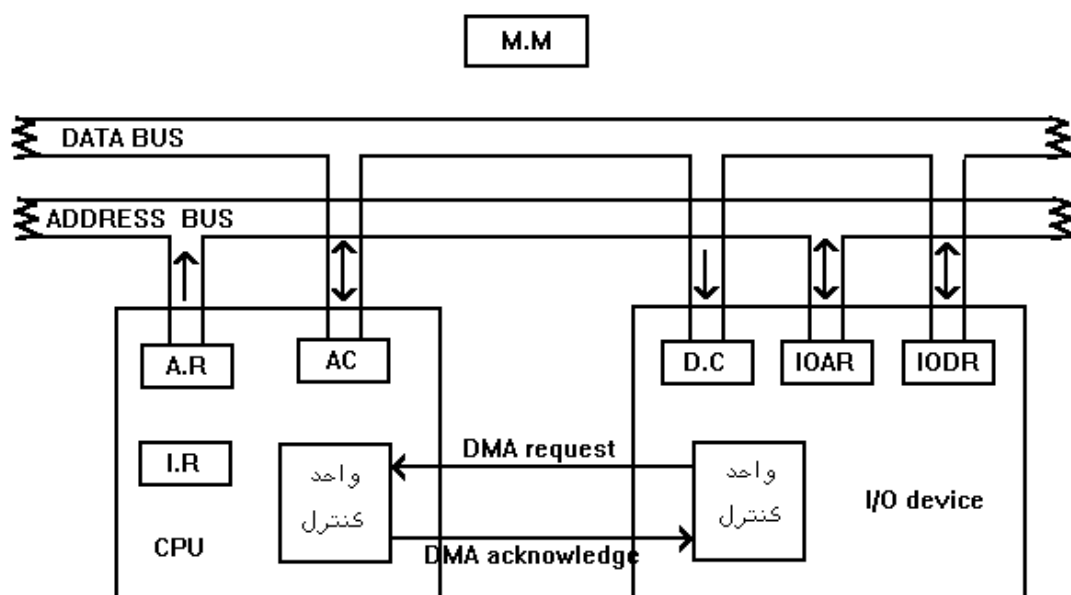 M.M
DATA BUS
ADDRESS BUS
A.R
AC
D.C
IOAR
IODR
I.R
واحد
کنترل
CPU
DMA request
DMA acknowledge
واحد
کنترل
I/O device